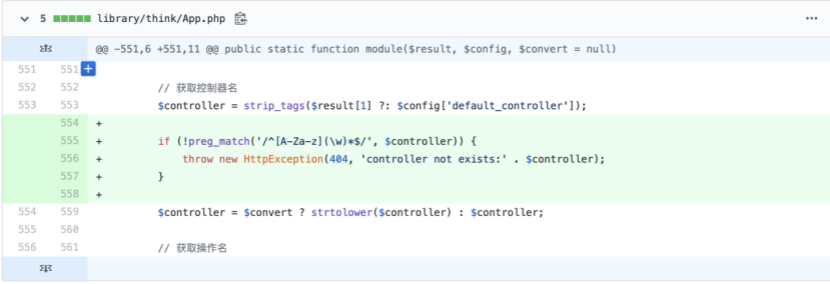 5 library/think/App.php
@@ -551,6 +551,11 @@ public static function module($result, $config, $convert = null)
551 551 +
552 552 // 获取控制器名
553 553 $controller = strip_tags($result[1] ?: $config['default_controller']);
554 +
555 + if (!preg_match('/^[A-Za-z](\w)*$/', $controller)) {
556 + throw new HttpException(404, 'controller not exists:' . $controller);
557 + }
558 +
554 559 $controller = $convert ? strtolower($controller) : $controller;
555 560
556 561 // 获取操作名